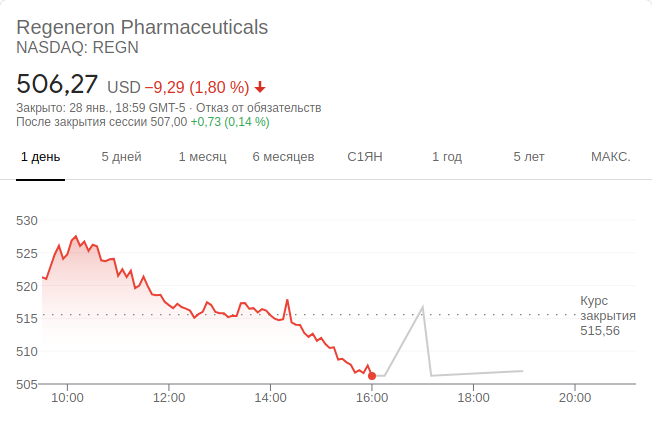 Regeneron Pharmaceuticals
NASDAQ: REGN
506,27 USD −9,29 (1,80 %)
Закрыто: 28 янв., 18:59 GMT-5 · Отказ от обязательств
После закрытия сессии 507,00 +0,73 (0,14 %)
1 день 5 дней 1 месяц 6 месяцев С1ЯН 1 год 5 лет МАКС.
530
525
520
515
510
505
Курс
закрытия
515,56
10:00 12:00 14:00 16:00 18:00 20:00